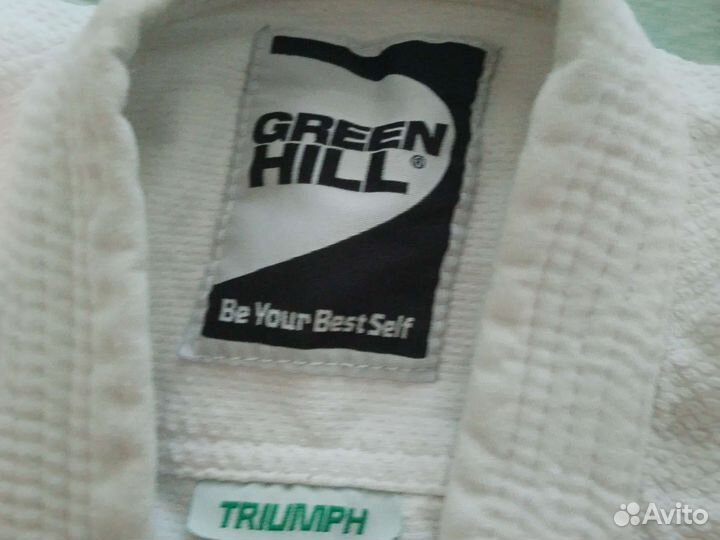 GREEN
HILL®
Be Your Best Self
TRIUMPH
Avito